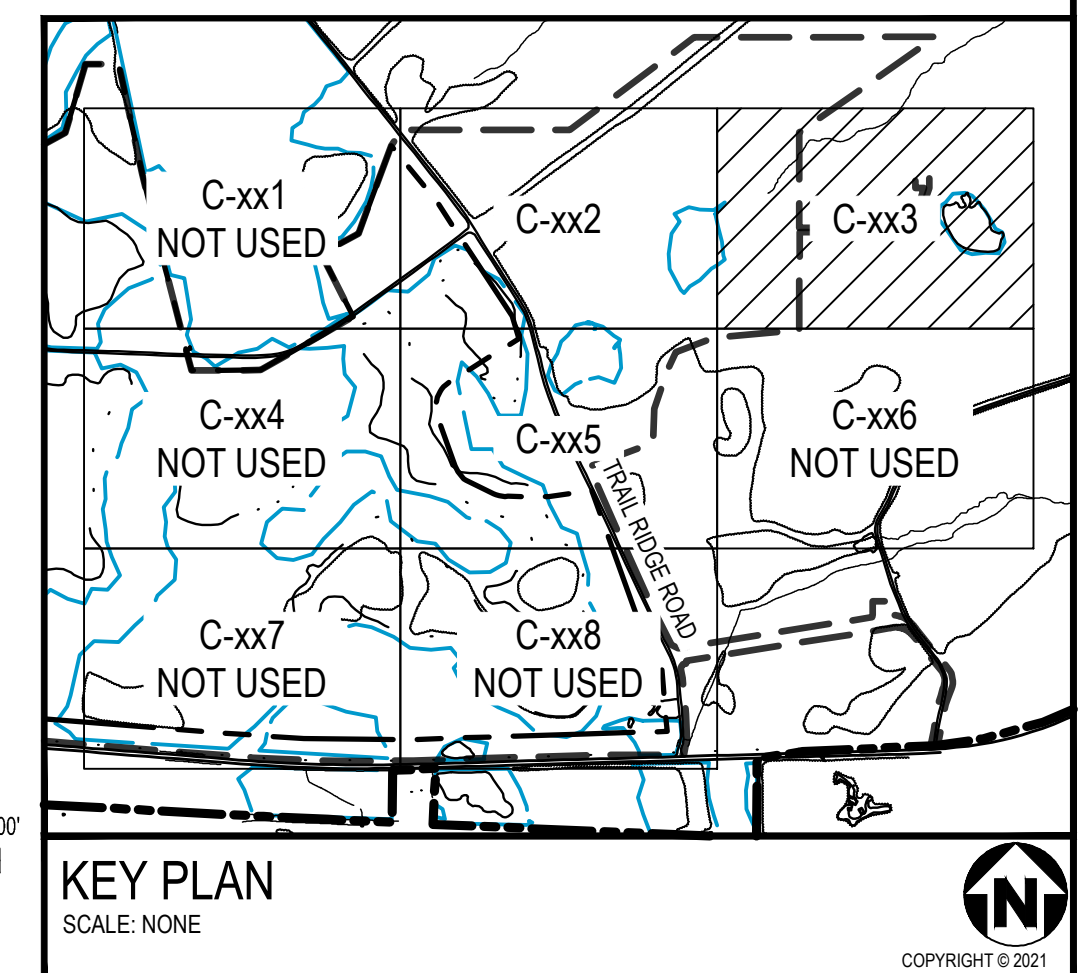 C-xx1
NOT USED
C-xx2
C-xx3
C-xx4
NOT USED
C-xx5
C-xx6
NOT USED
TRAIL RIDGE ROAD
C-xx7
NOT USED
C-xx8
NOT USED
00'
KEY PLAN
SCALE: NONE
N
COPYRIGHT © 2021